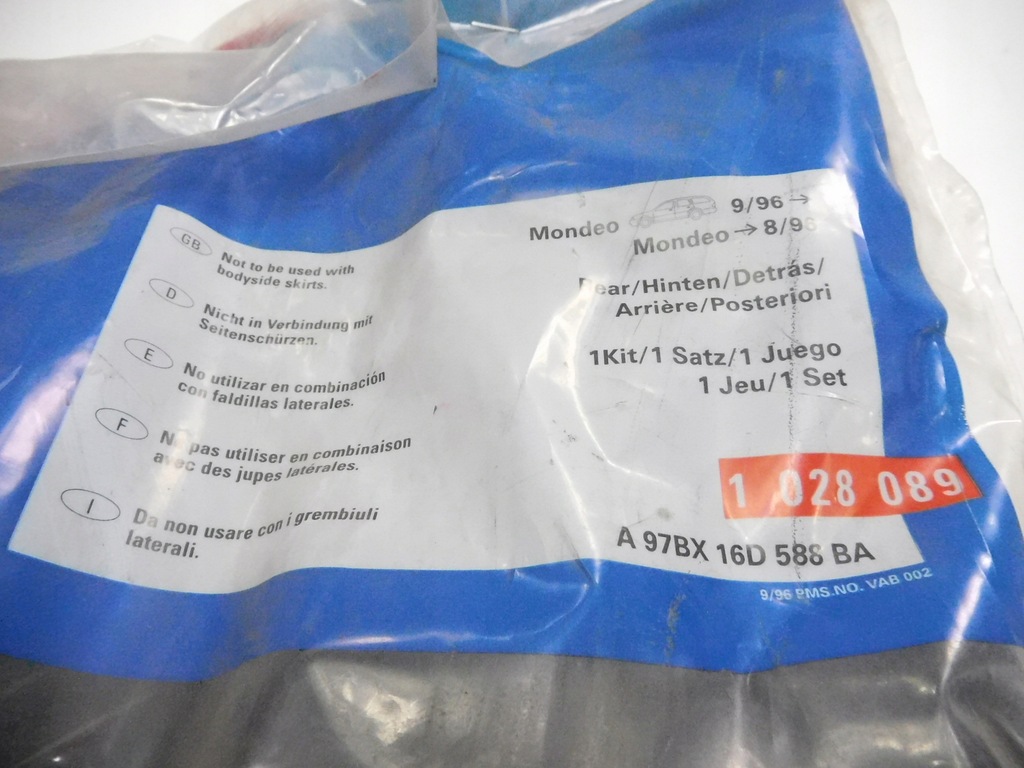 GB Not to be used with
bodyside skirts.
D Nicht in Verbindung mit
Seitenschürzen.
E No utilizar en combinación
con faldillas laterales.
F Ne pas utiliser en combinaison
avec des jupes latérales.
I Da non usare con i grembiuli
laterali.
Mondeo 9/96 →
Mondeo → 8/96
Rear/Hinten/Detrás/
Arrière/Posteriori
1Kit/1 Satz/1 Juego
1 Jeu/1 Set
1 028 089
A 97BX 16D 588 BA
9/96 PMS.NO. VAB 002